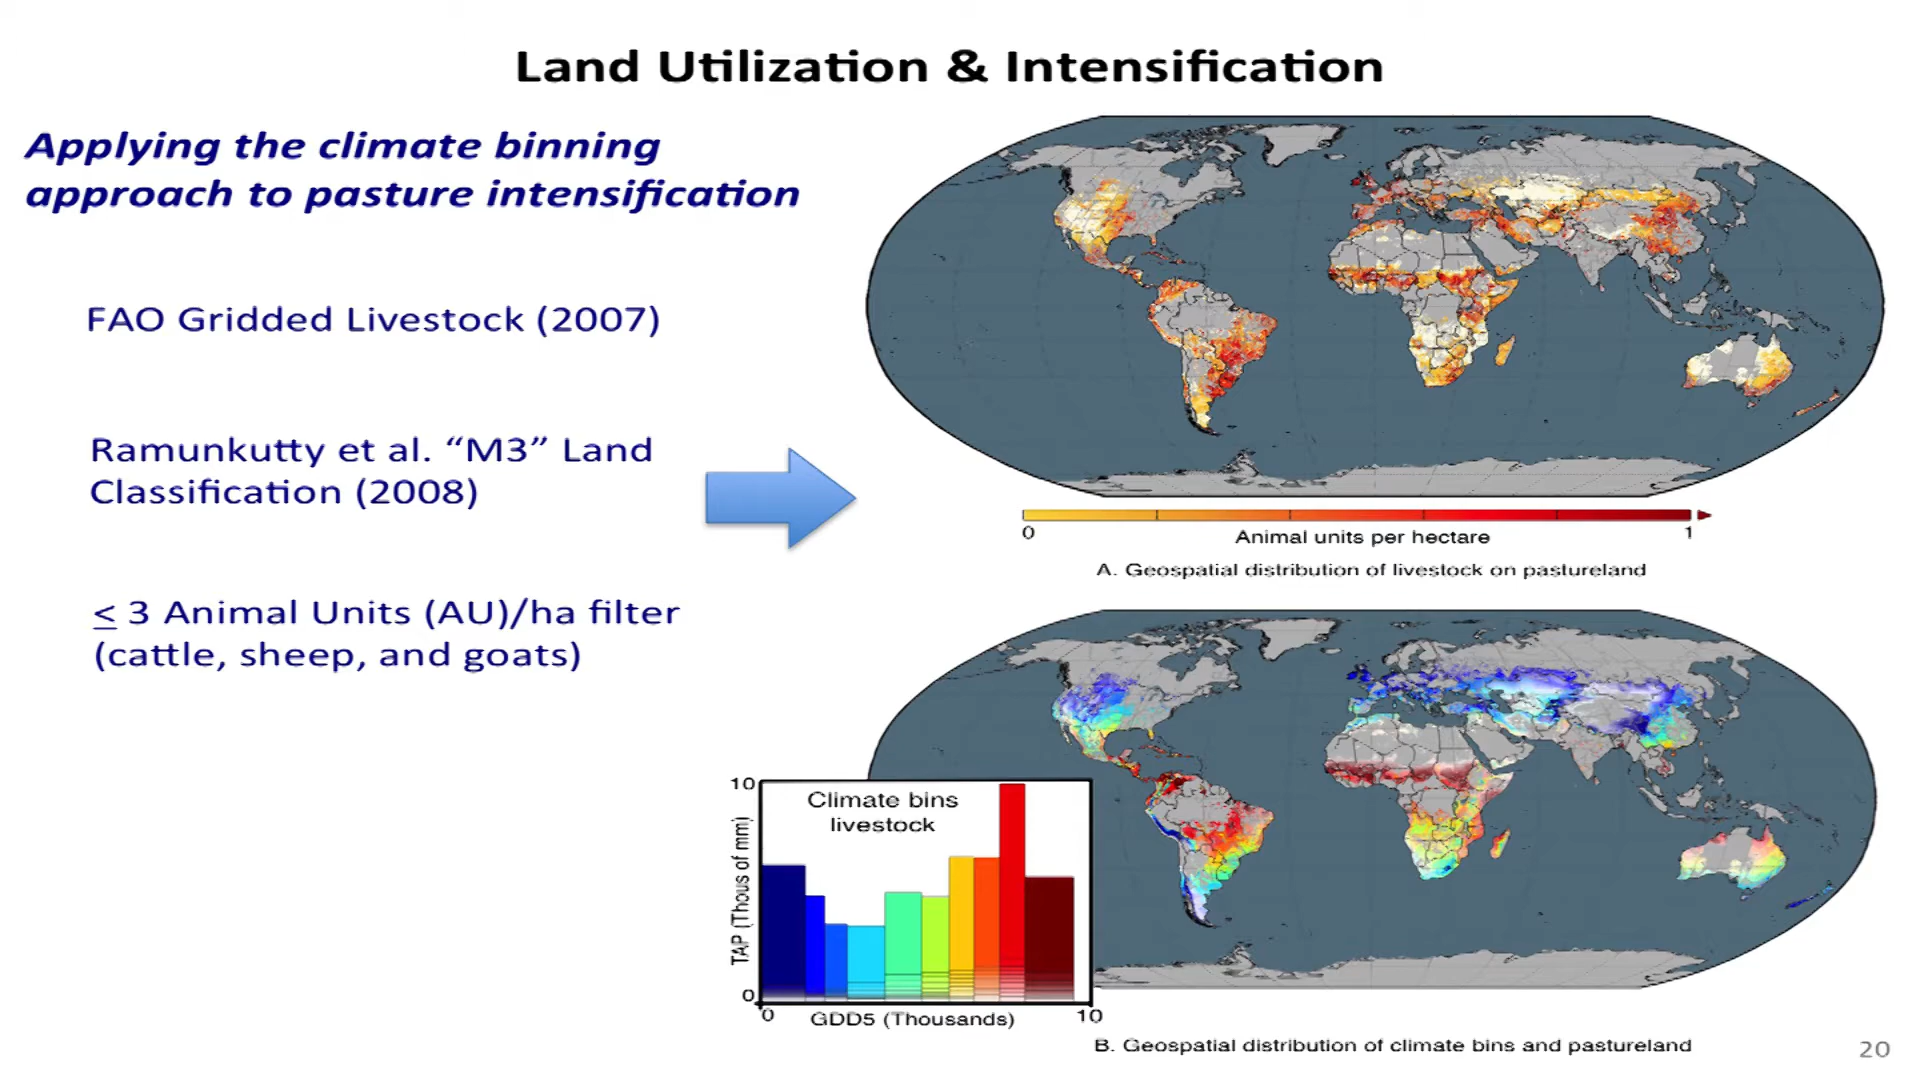 Land Utilization & Intensification
Applying the climate binning
approach to pasture intensification
FAO Gridded Livestock (2007)
Ramunkutty et al. “M3” Land
Classification (2008)
≤ 3 Animal Units (AU)/ha filter
(cattle, sheep, and goats)
0
Animal units per hectare
1
A. Geospatial distribution of livestock on pastureland
10
Climate bins
livestock
TAP (Thous of mm)
0
0
GDD5 (Thousands)
10
B. Geospatial distribution of climate bins and pastureland
20